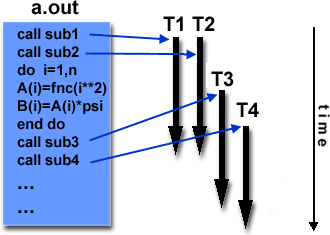 a.out
call sub1
call sub2
do i=1,n
A(i)=fnc(i**2)
B(i)=A(i)*psi
end do
call sub3
call sub4
...
...
T1 T2
T3
T4
time